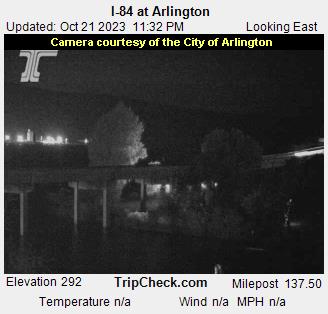 I-84 at Arlington
Updated: Oct 21 2023 11:32 PM Looking East
Camera courtesy of the City of Arlington
Elevation 292 TripCheck.com Milepost 137.50
Temperature n/a Wind n/a MPH n/a